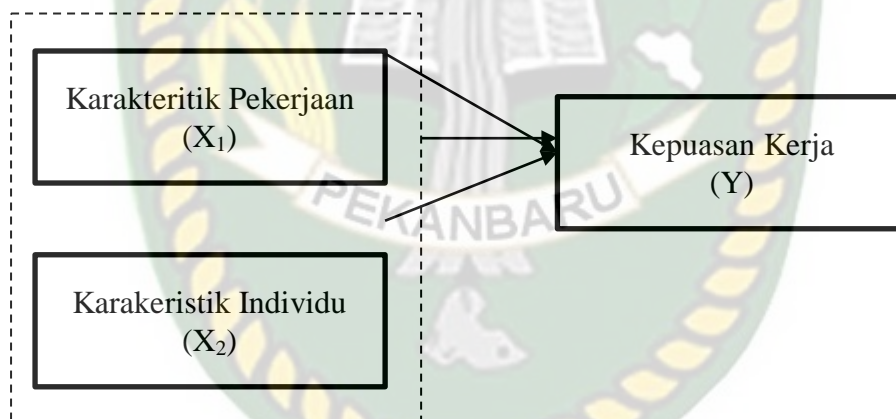 Karakteritik Pekerjaan
(X₁)
Kepuasan Kerja
(Y)
PEKANBARU
Karakeristik Individu
(X₂)